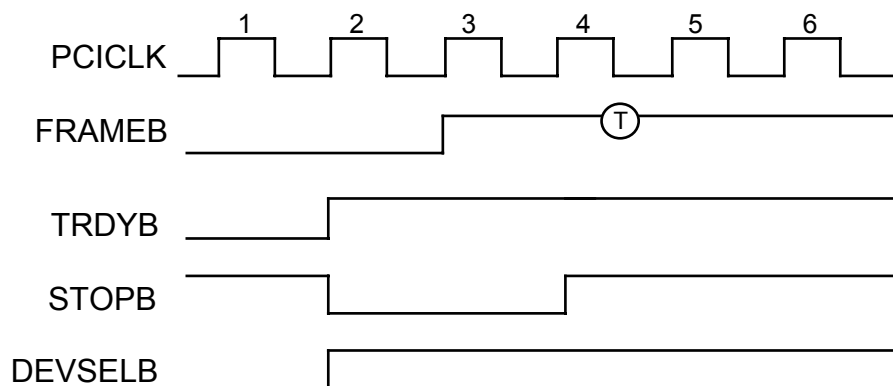 1 2 3 4 5 6
PCICLK
FRAMEB
T
TRDYB
STOPB
DEVSELB